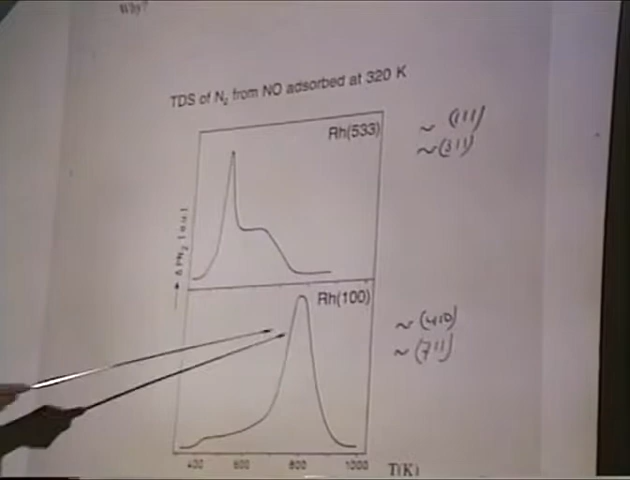 Why?
TDS of N2 from NO adsorbed at 320 K
Rh(533)
~ (111)
~(311)
Δ PN2 [a.u.]
Rh(100)
~ (410)
~ (711)
400 600 800 1000 T(K)